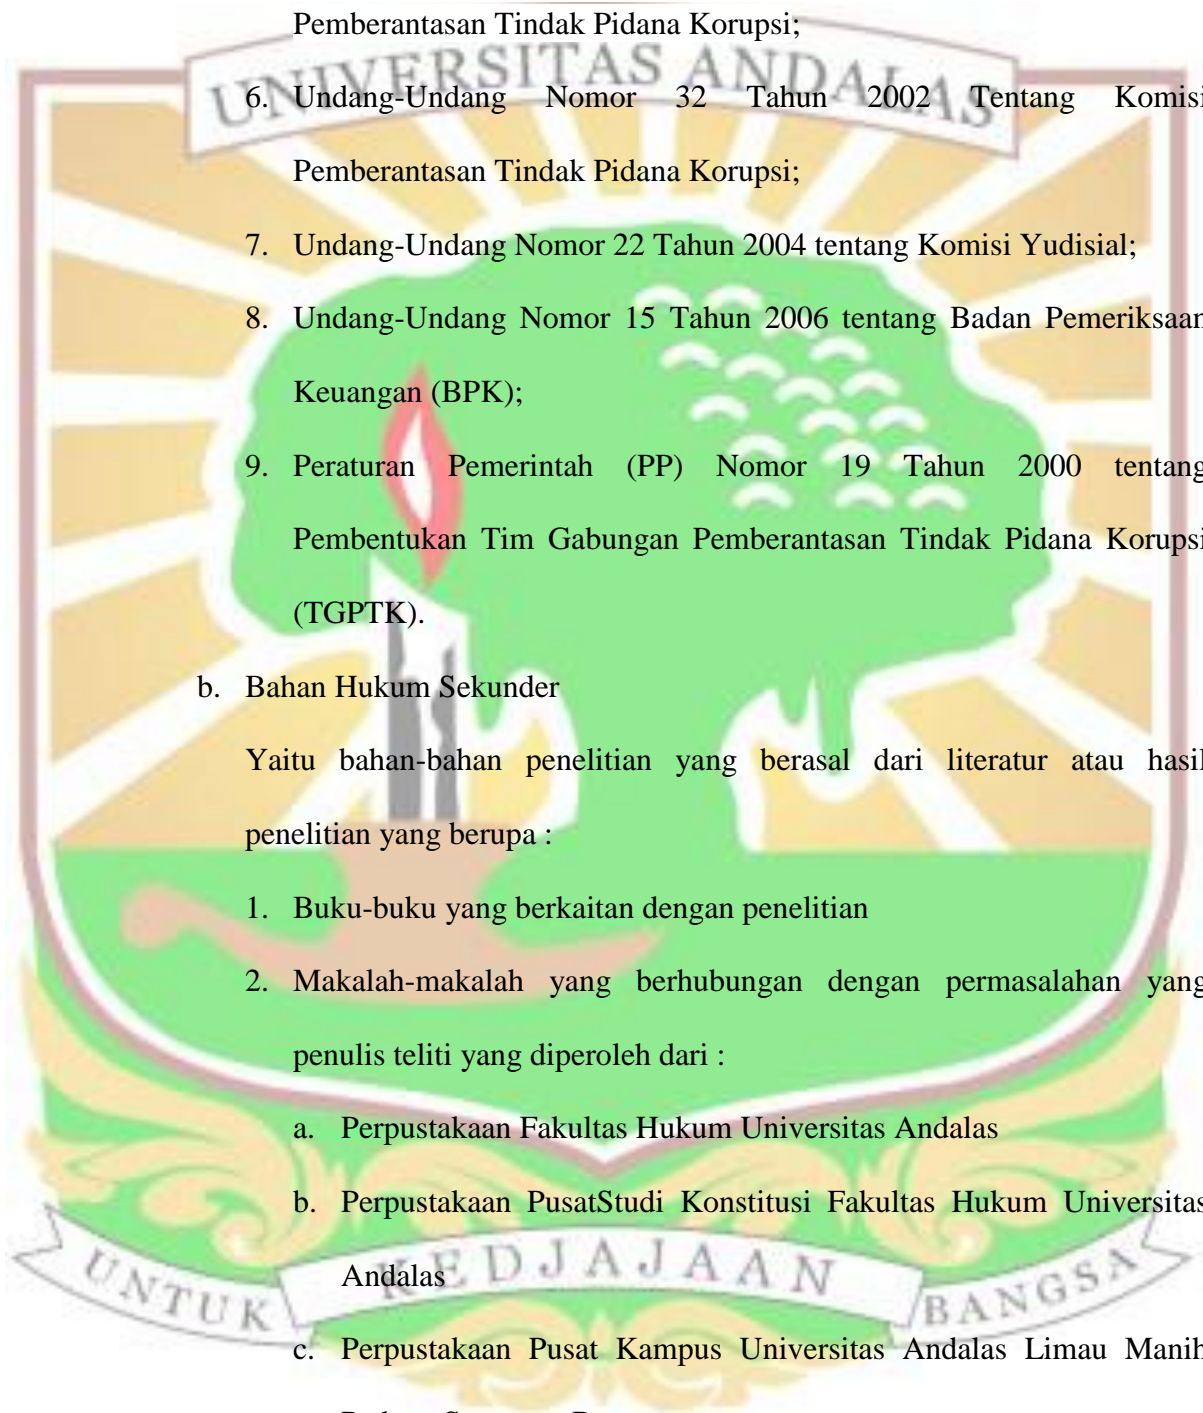 Pemberantasan Tindak Pidana Korupsi;
UNIVERSITAS ANDALAS
6. Undang-Undang Nomor 32 Tahun 2002 Tentang Komisi
Pemberantasan Tindak Pidana Korupsi;
7. Undang-Undang Nomor 22 Tahun 2004 tentang Komisi Yudisial;
8. Undang-Undang Nomor 15 Tahun 2006 tentang Badan Pemeriksaan
Keuangan (BPK);
9. Peraturan Pemerintah (PP) Nomor 19 Tahun 2000 tentang
Pembentukan Tim Gabungan Pemberantasan Tindak Pidana Korupsi
(TGPTK).
b. Bahan Hukum Sekunder
Yaitu bahan-bahan penelitian yang berasal dari literatur atau hasil
penelitian yang berupa :
1. Buku-buku yang berkaitan dengan penelitian
2. Makalah-makalah yang berhubungan dengan permasalahan yang
penulis teliti yang diperoleh dari :
a. Perpustakaan Fakultas Hukum Universitas Andalas
b. Perpustakaan PusatStudi Konstitusi Fakultas Hukum Universitas
Andalas
UNTUK KEDJAJAAN BANGSA
c. Perpustakaan Pusat Kampus Universitas Andalas Limau Manih